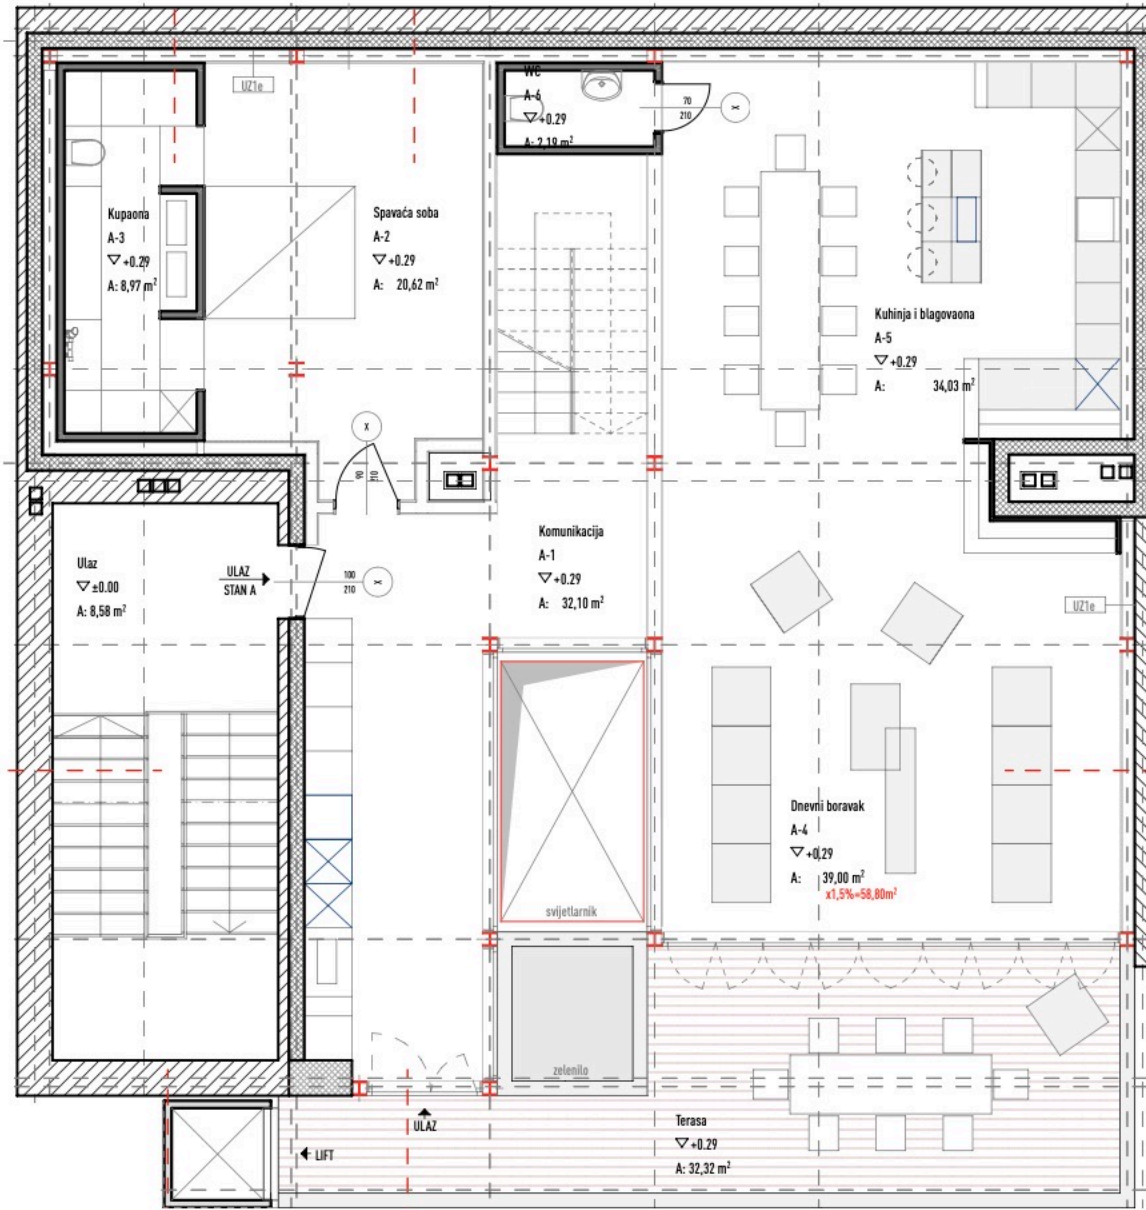 UZ1e
WC
A-6
+0.29
A: 2,19 m²
70
210
X
Kupaona
A-3
+0.29
A: 8,97 m²
Spavaća soba
A-2
+0.29
A: 20,62 m²
Kuhinja i blagovaona
A-5
+0.29
A: 34,03 m²
X
90
210
Ulaz
±0.00
A: 8,58 m²
ULAZ
STAN A
100
210
X
Komunikacija
A-1
+0.29
A: 32,10 m²
UZ1e
Dnevni boravak
A-4
+0,29
A: 39,00 m²
x1,5%=58,80m²
svijetlarnik
zelenilo
ULAZ
LIFT
Terasa
+0.29
A: 32,32 m²